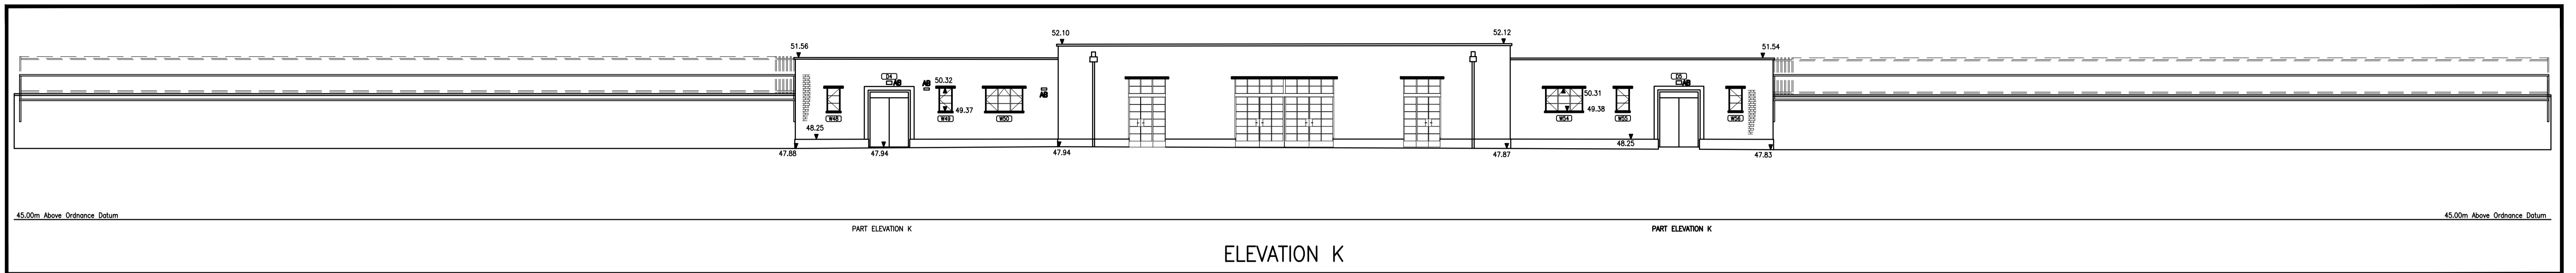 52.10
52.12
51.56
51.54
D4
AB
AB
50.32
AB
49.37
W48
W49
W50
48.25
47.88
47.94
47.94
D5
AB
50.31
49.38
W54
W55
W56
48.25
47.87
47.83
45.00m Above Ordnance Datum
45.00m Above Ordnance Datum
PART ELEVATION K
PART ELEVATION K
ELEVATION K